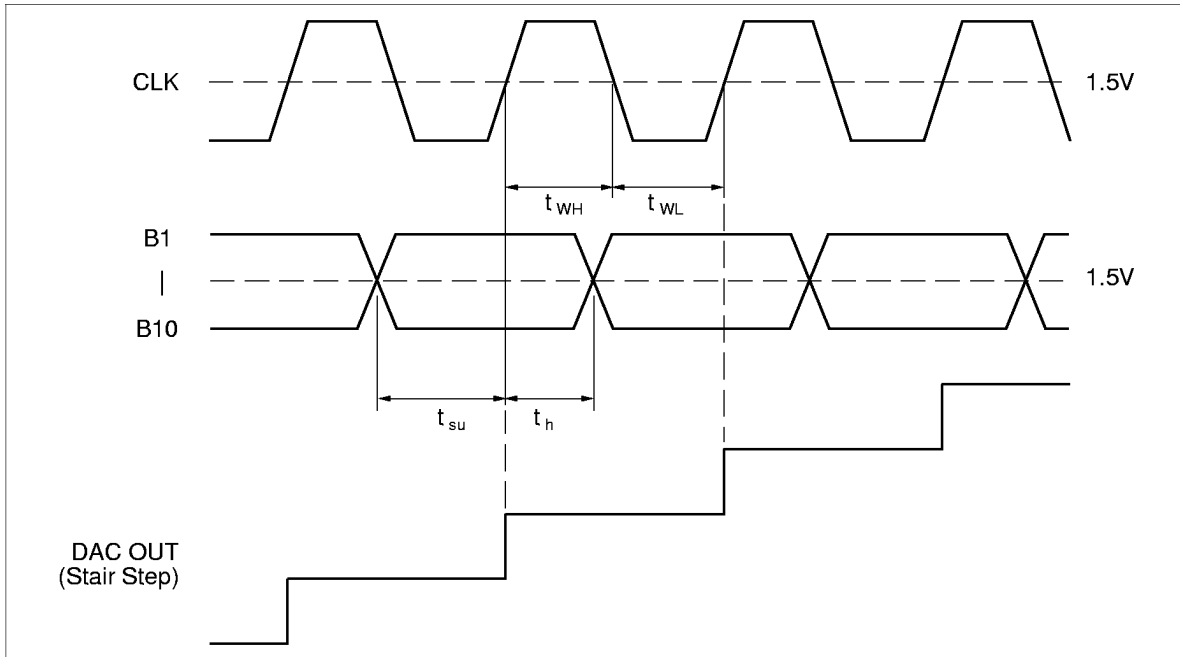 CLK
1.5V
t WH
t WL
B1
|
B10
1.5V
t su
t h
DAC OUT
(Stair Step)